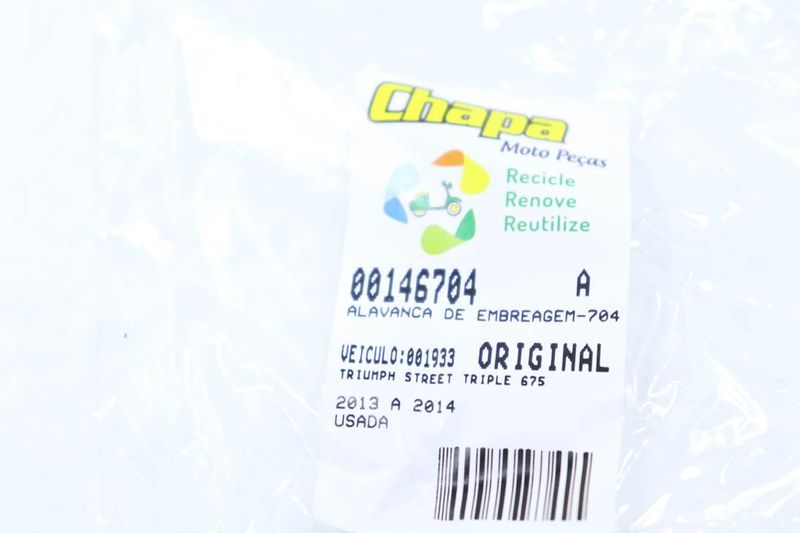 Chapa
Moto Peças
Recicle
Renove
Reutilize
00146704 A
ALAVANCA DE EMBREAGEM-704
VEICULO:001933 ORIGINAL
TRIUMPH STREET TRIPLE 675
2013 A 2014
USADA